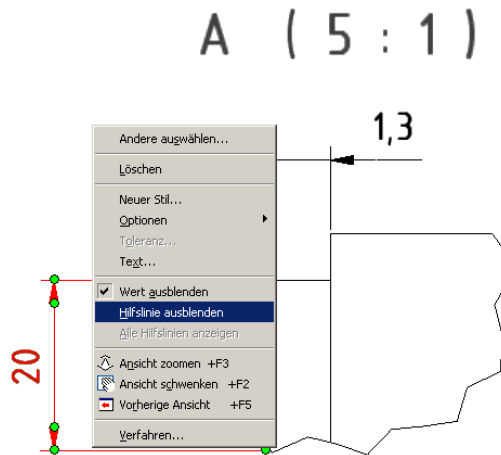 A ( 5 : 1 )
1,3
Andere auswählen...
Löschen
Neuer Stil...
Optionen
Toleranz...
Text...
Wert ausblenden
Hilfslinie ausblenden
Alle Hilfslinien anzeigen
Ansicht zoomen +F3
Ansicht schwenken +F2
Vorherige Ansicht +F5
Verfahren...
20